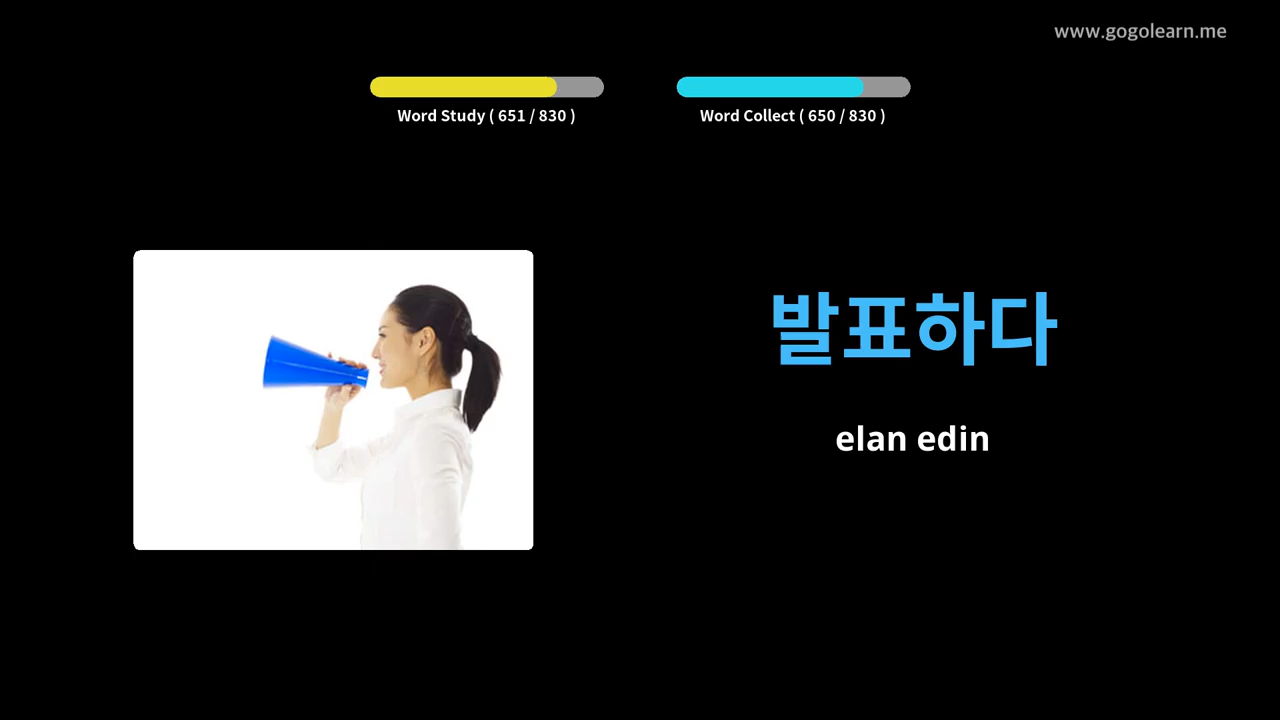 www.gogolearn.me
Word Study ( 651 / 830 )
Word Collect ( 650 / 830 )
발표하다
elan edin